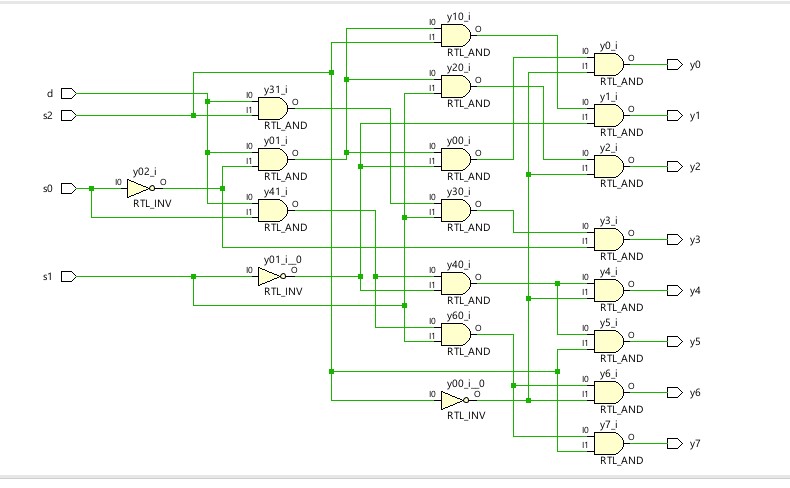 d
s2
s0
s1
y02_i
I0 O
RTL_INV
y31_i
I0 O
I1
RTL_AND
y01_i
I0 O
I1
RTL_AND
y41_i
I0 O
I1
RTL_AND
y01_i__0
I0 O
RTL_INV
y10_i
I0 O
I1
RTL_AND
y20_i
I0 O
I1
RTL_AND
y00_i
I0 O
I1
RTL_AND
y30_i
I0 O
I1
RTL_AND
y40_i
I0 O
I1
RTL_AND
y60_i
I0 O
I1
RTL_AND
y00_i__0
I0 O
RTL_INV
y0_i
I0 O
I1
RTL_AND
y0
y1_i
I0 O
I1
RTL_AND
y1
y2_i
I0 O
I1
RTL_AND
y2
y3_i
I0 O
I1
RTL_AND
y3
y4_i
I0 O
I1
RTL_AND
y4
y5_i
I0 O
I1
RTL_AND
y5
y6_i
I0 O
I1
RTL_AND
y6
y7_i
I0 O
I1
RTL_AND
y7